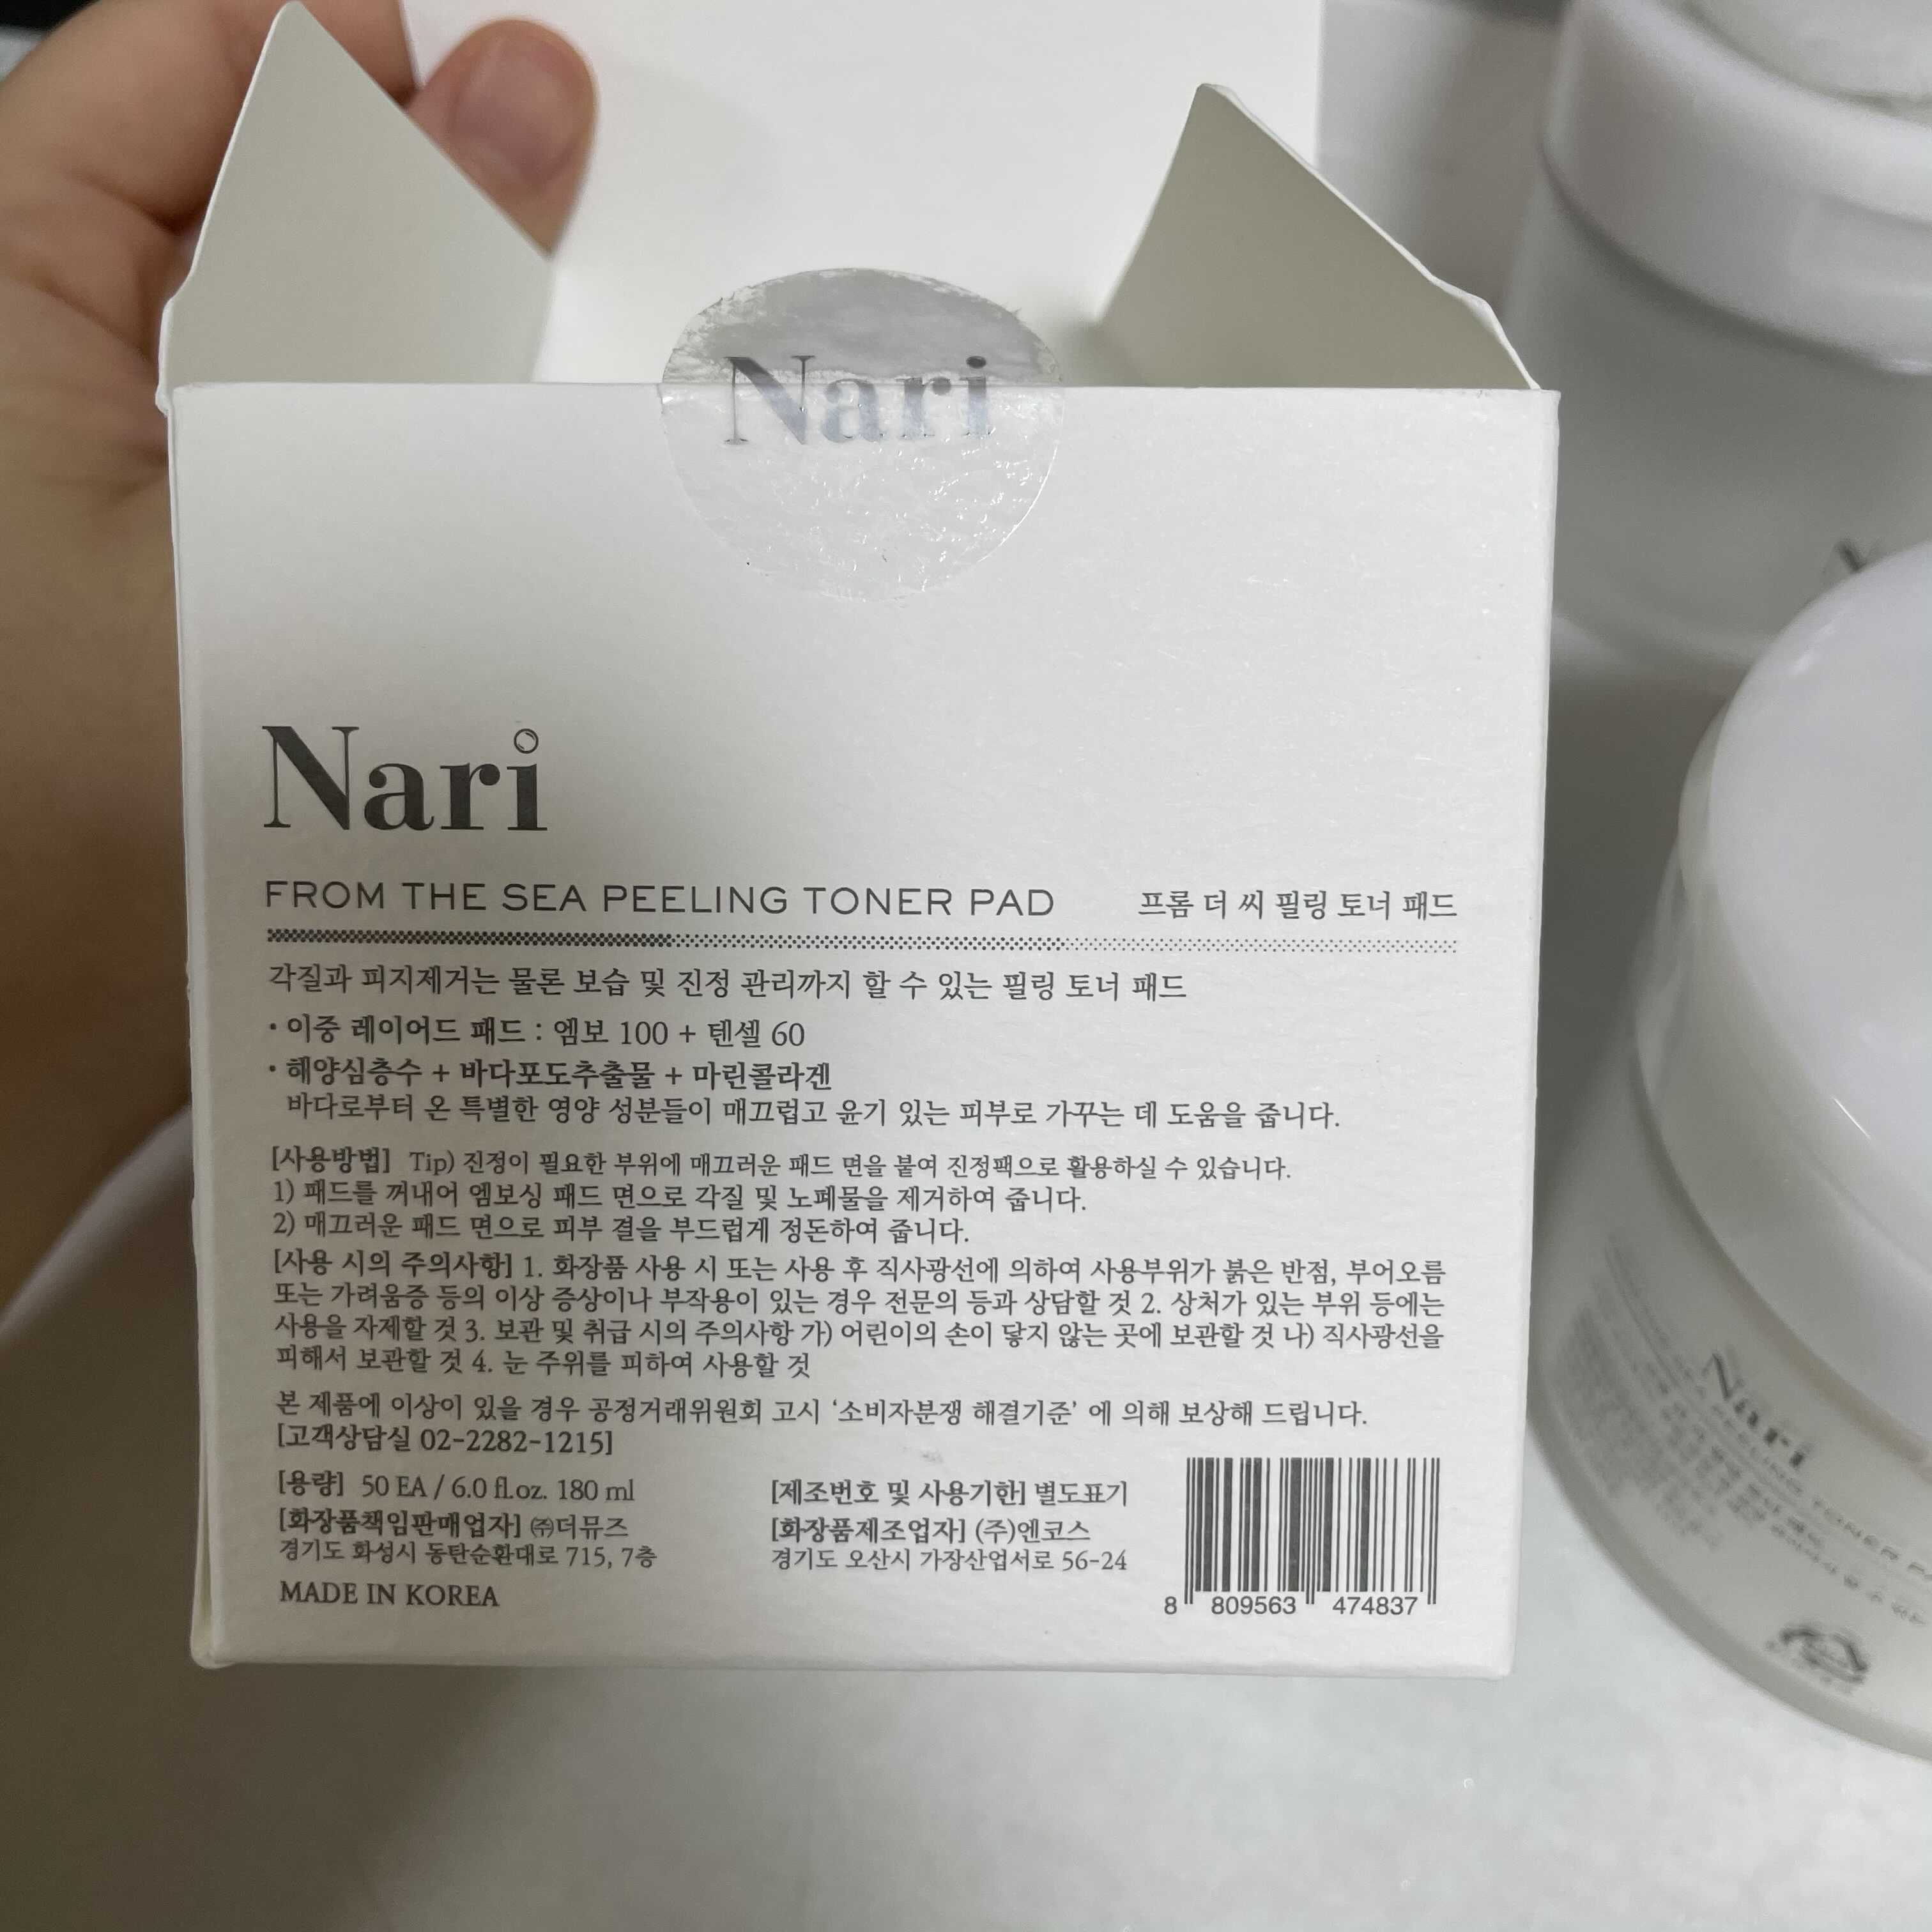 Nari
Nari
FROM THE SEA PEELING TONER PAD 프롬 더 씨 필링 토너 패드
각질과 피지제거는 물론 보습 및 진정 관리까지 할 수 있는 필링 토너 패드
• 이중 레이어드 패드 : 엠보 100 + 텐셀 60
• 해양심층수 + 바다포도추출물 + 마린콜라겐
바다로부터 온 특별한 영양 성분들이 매끄럽고 윤기 있는 피부로 가꾸는 데 도움을 줍니다.
[사용방법] Tip) 진정이 필요한 부위에 매끄러운 패드 면을 붙여 진정팩으로 활용하실 수 있습니다.
1) 패드를 꺼내어 엠보싱 패드 면으로 각질 및 노폐물을 제거하여 줍니다.
2) 매끄러운 패드 면으로 피부 결을 부드럽게 정돈하여 줍니다.
[사용 시의 주의사항] 1. 화장품 사용 시 또는 사용 후 직사광선에 의하여 사용부위가 붉은 반점, 부어오름
또는 가려움증 등의 이상 증상이나 부작용이 있는 경우 전문의 등과 상담할 것 2. 상처가 있는 부위 등에는
사용을 자제할 것 3. 보관 및 취급 시의 주의사항 가) 어린이의 손이 닿지 않는 곳에 보관할 것 나) 직사광선을
피해서 보관할 것 4. 눈 주위를 피하여 사용할 것
본 제품에 이상이 있을 경우 공정거래위원회 고시 ‘소비자분쟁 해결기준’ 에 의해 보상해 드립니다.
[고객상담실 02-2282-1215]
[용량] 50 EA / 6.0 fl.oz. 180 ml
[화장품책임판매업자] ㈜더뮤즈
경기도 화성시 동탄순환대로 715, 7층
MADE IN KOREA
[제조번호 및 사용기한] 별도표기
[화장품제조업자] (주)엔코스
경기도 오산시 가장산업서로 56-24
8 809563 474837
Nari